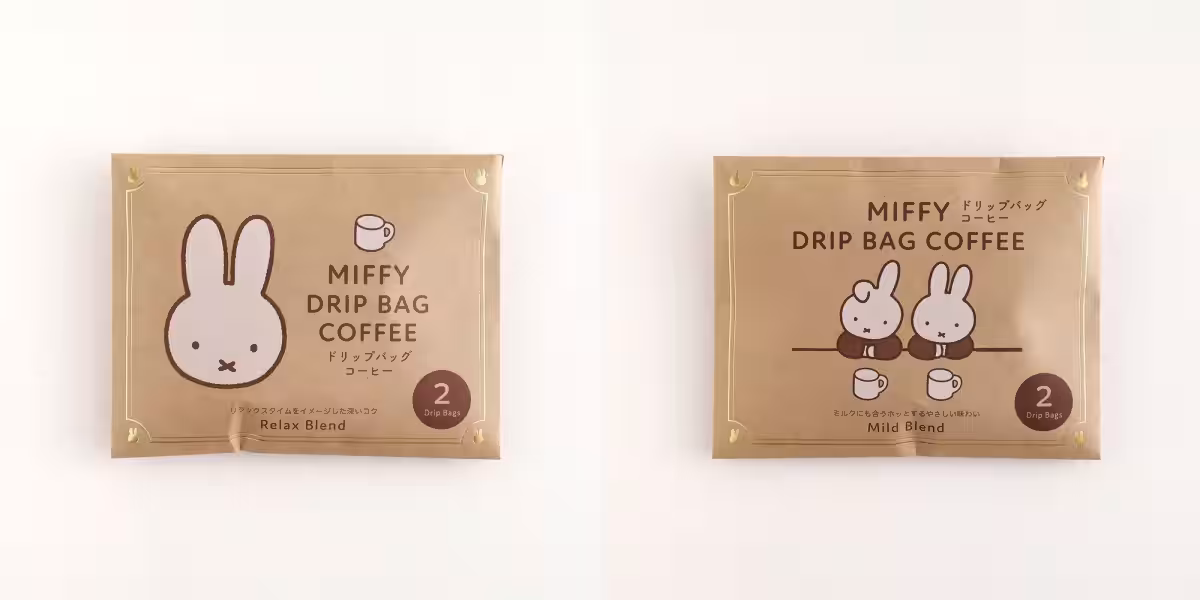 MIFFY
DRIP BAG
COFFEE
ドリップバッグ
コーヒー
2
Drip Bags
リラックスタイムをイメージした深いコク
Relax Blend
MIFFY ドリップバッグ
コーヒー
DRIP BAG COFFEE
2
Drip Bags
ミルクにも合うホッとするやさしい味わい
Mild Blend